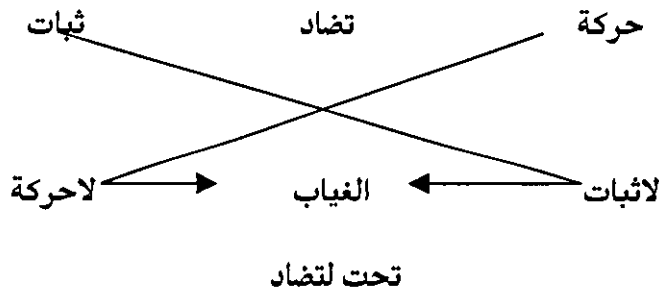 حركة تضاد ثبات
لاثبات الغياب لاحركة
تحت لتضاد